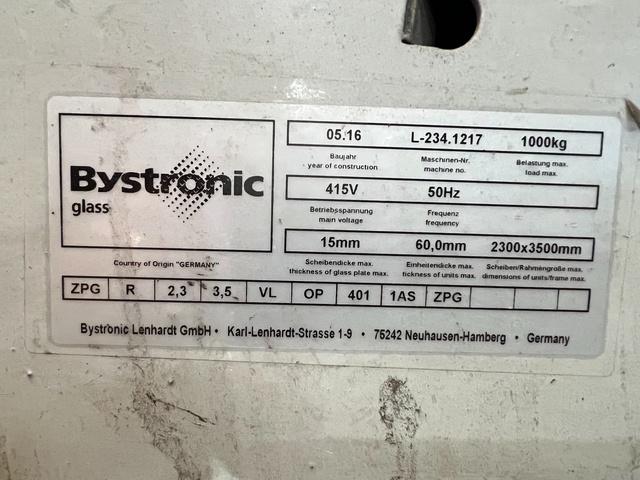 Bystronic
glass
Country of Origin "GERMANY"
05.16 L-234.1217 1000kg
Baujahr Maschinen-Nr. Belastung max.
year of construction machine no. load max.
415V 50Hz
Betriebsspannung Frequenz
main voltage frequency
15mm 60,0mm 2300x3500mm
Scheibendicke max. Einheitendicke max. Scheiben/Rahmengroße max.
thickness of glass plate max. tickness of units max. dimensions of units/frame max.
ZPG R 2,3 3,5 VL OP 401 1AS ZPG
Bystronic Lenhardt GmbH • Karl-Lenhardt-Strasse 1-9 • 75242 Neuhausen-Hamberg • Germany